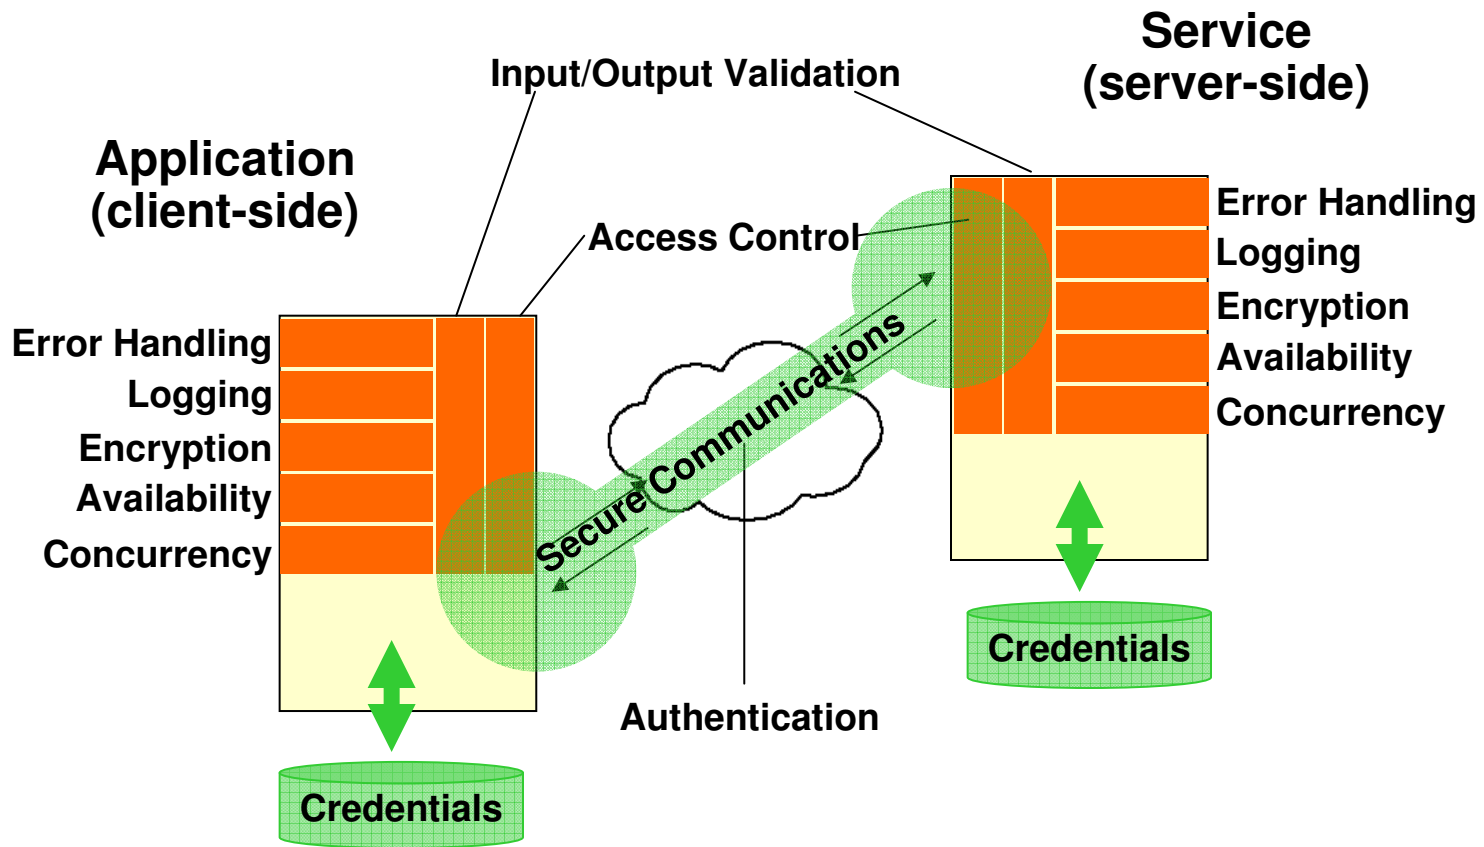 Service
(server-side)
Input/Output Validation
Application
(client-side)
Access Control
Error Handling
Logging
Encryption
Availability
Concurrency
Error Handling
Logging
Encryption
Availability
Concurrency
Secure Communications
Authentication
Credentials
Credentials